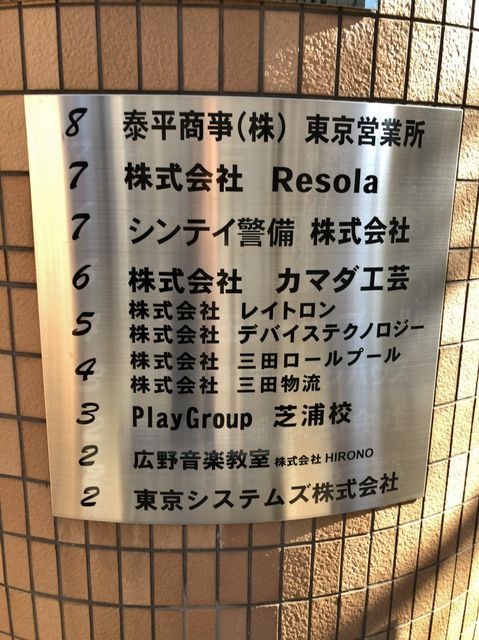 8 泰平商事(株) 東京営業所
7 株式会社 Resola
7 シンテイ警備 株式会社
6 株式会社 カマダ工芸
5 株式会社 レイトロン
株式会社 デバイステクノロジー
4 株式会社 三田ロールプール
株式会社 三田物流
3 PlayGroup 芝浦校
2 広野音楽教室 株式会社 HIRONO
2 東京システムズ株式会社